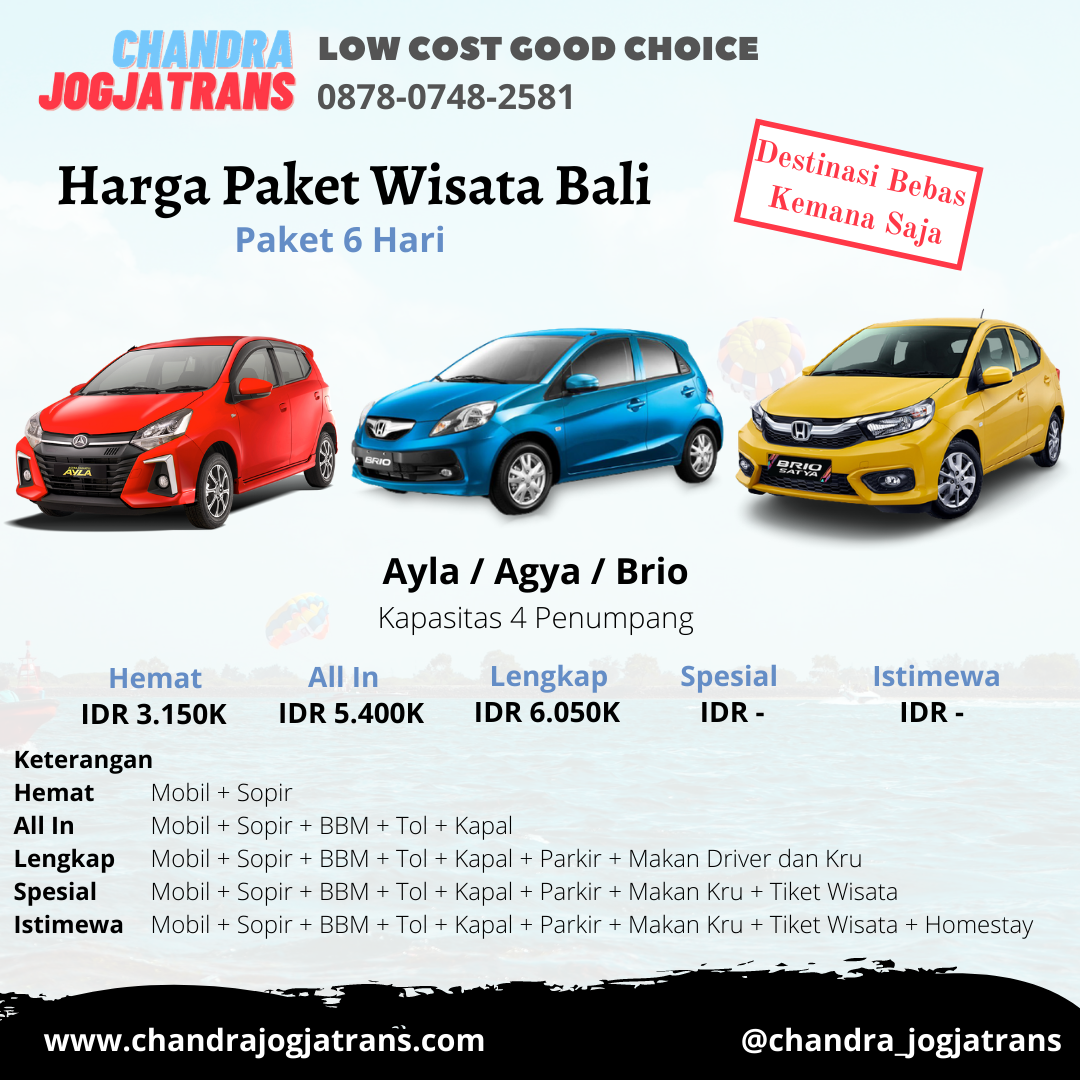 CHANDRA
JOGJATRANS
LOW COST GOOD CHOICE
0878-0748-2581
Destinasi Bebas
Kemana Saja
Harga Paket Wisata Bali
Paket 6 Hari
AYLA
BRIO
BRIO
SATYA
Ayla / Agya / Brio
Kapasitas 4 Penumpang
Hemat All In Lengkap Spesial Istimewa
IDR 3.150K IDR 5.400K IDR 6.050K IDR - IDR -
Keterangan
Hemat Mobil + Sopir
All In Mobil + Sopir + BBM + Tol + Kapal
Lengkap Mobil + Sopir + BBM + Tol + Kapal + Parkir + Makan Driver dan Kru
Spesial Mobil + Sopir + BBM + Tol + Kapal + Parkir + Makan Kru + Tiket Wisata
Istimewa Mobil + Sopir + BBM + Tol + Kapal + Parkir + Makan Kru + Tiket Wisata + Homestay
www.chandrajogjatrans.com
@chandra_jogjatrans